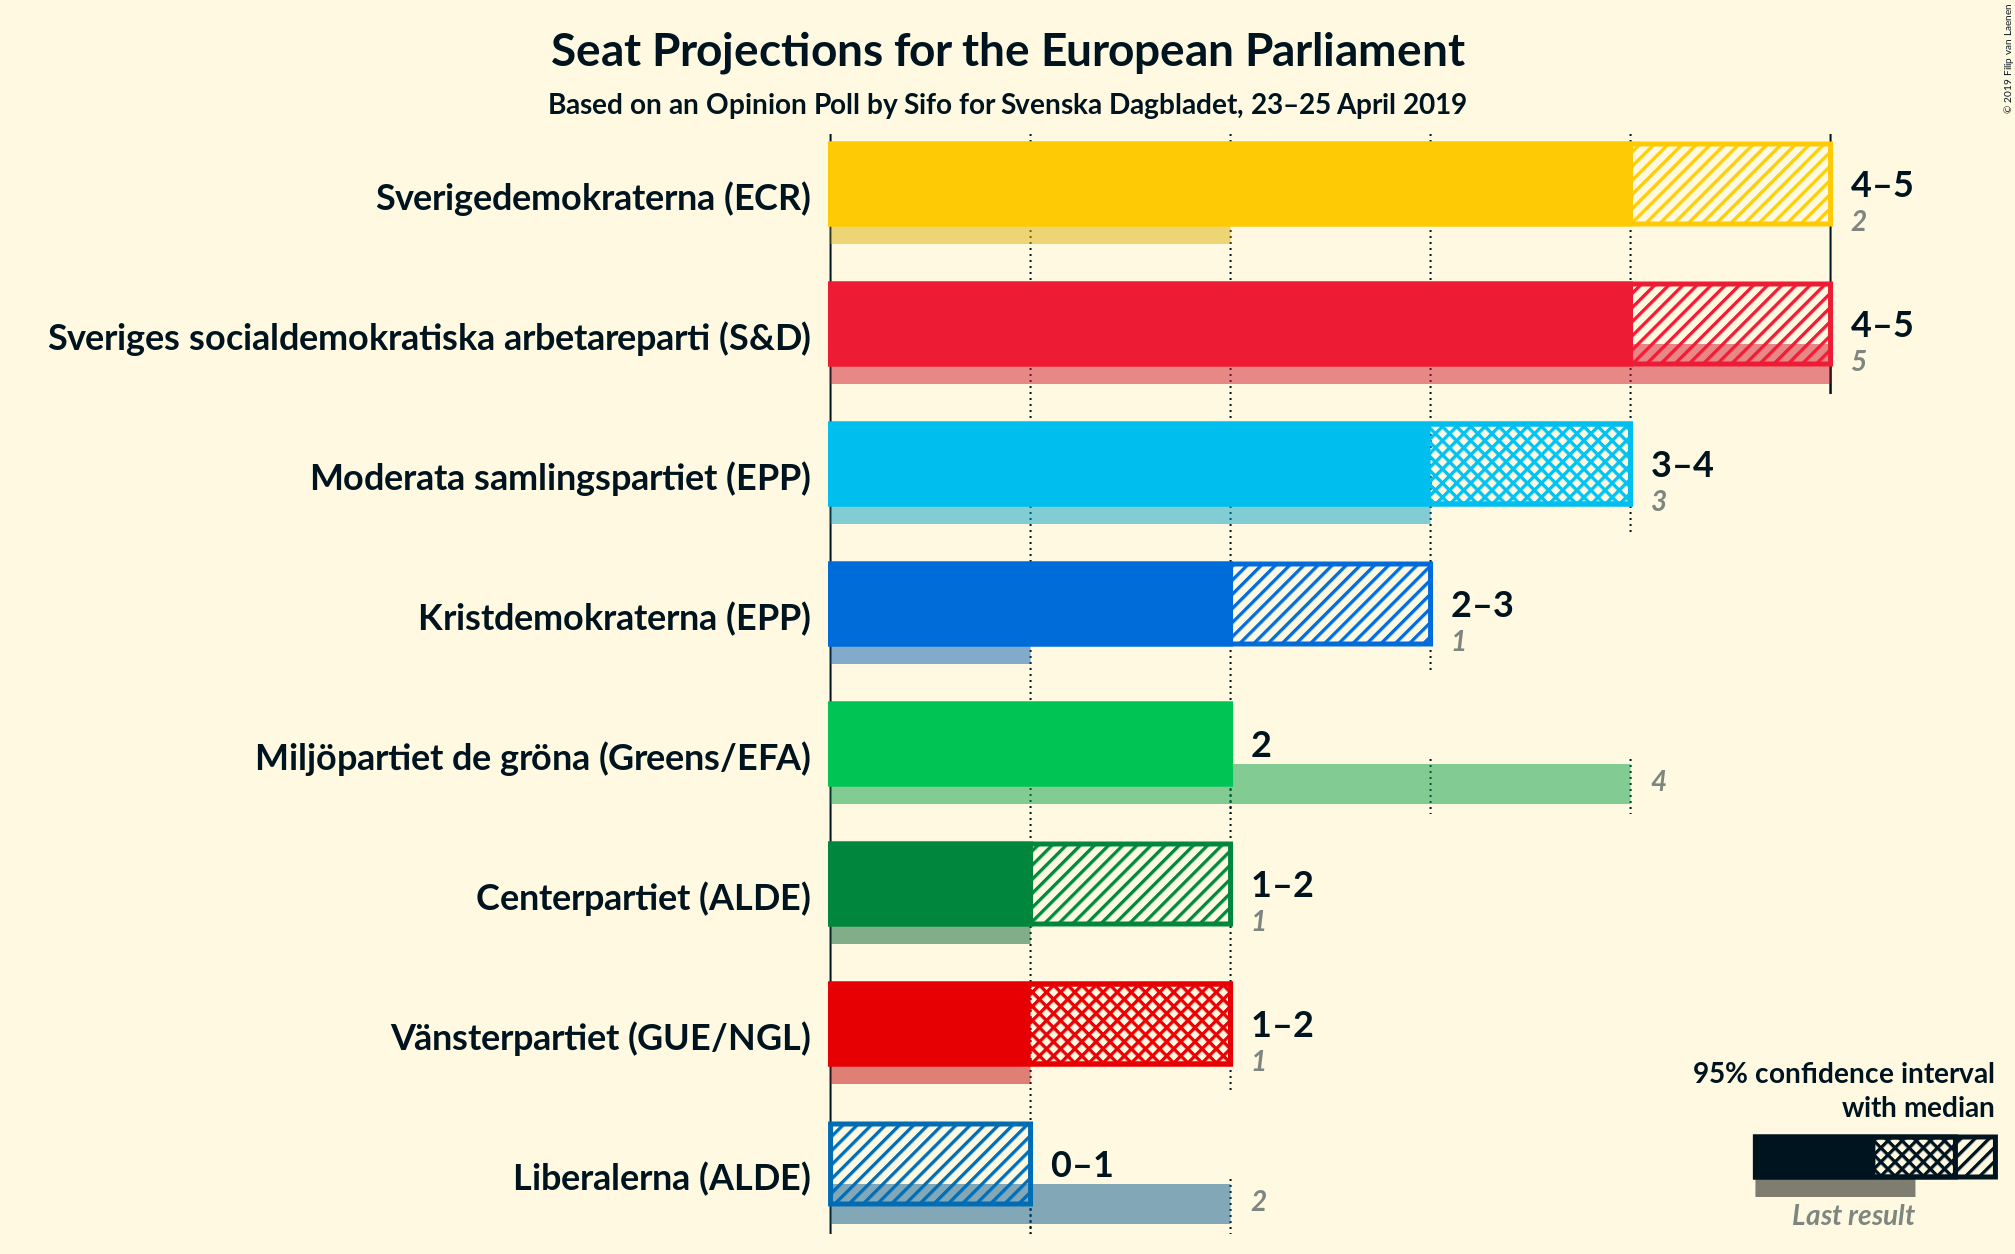 Seat Projections for the European Parliament
Based on an Opinion Poll by Sifo for Svenska Dagbladet, 23–25 April 2019
© 2019 Filip van Laenen
Sverigedemokraterna (ECR)
4–5
2
Sveriges socialdemokratiska arbetareparti (S&D)
4–5
5
Moderata samlingspartiet (EPP)
3–4
3
Kristdemokraterna (EPP)
2–3
1
Miljöpartiet de gröna (Greens/EFA)
2
4
Centerpartiet (ALDE)
1–2
1
Vänsterpartiet (GUE/NGL)
1–2
1
Liberalerna (ALDE)
0–1
2
95% confidence interval
with median
Last result